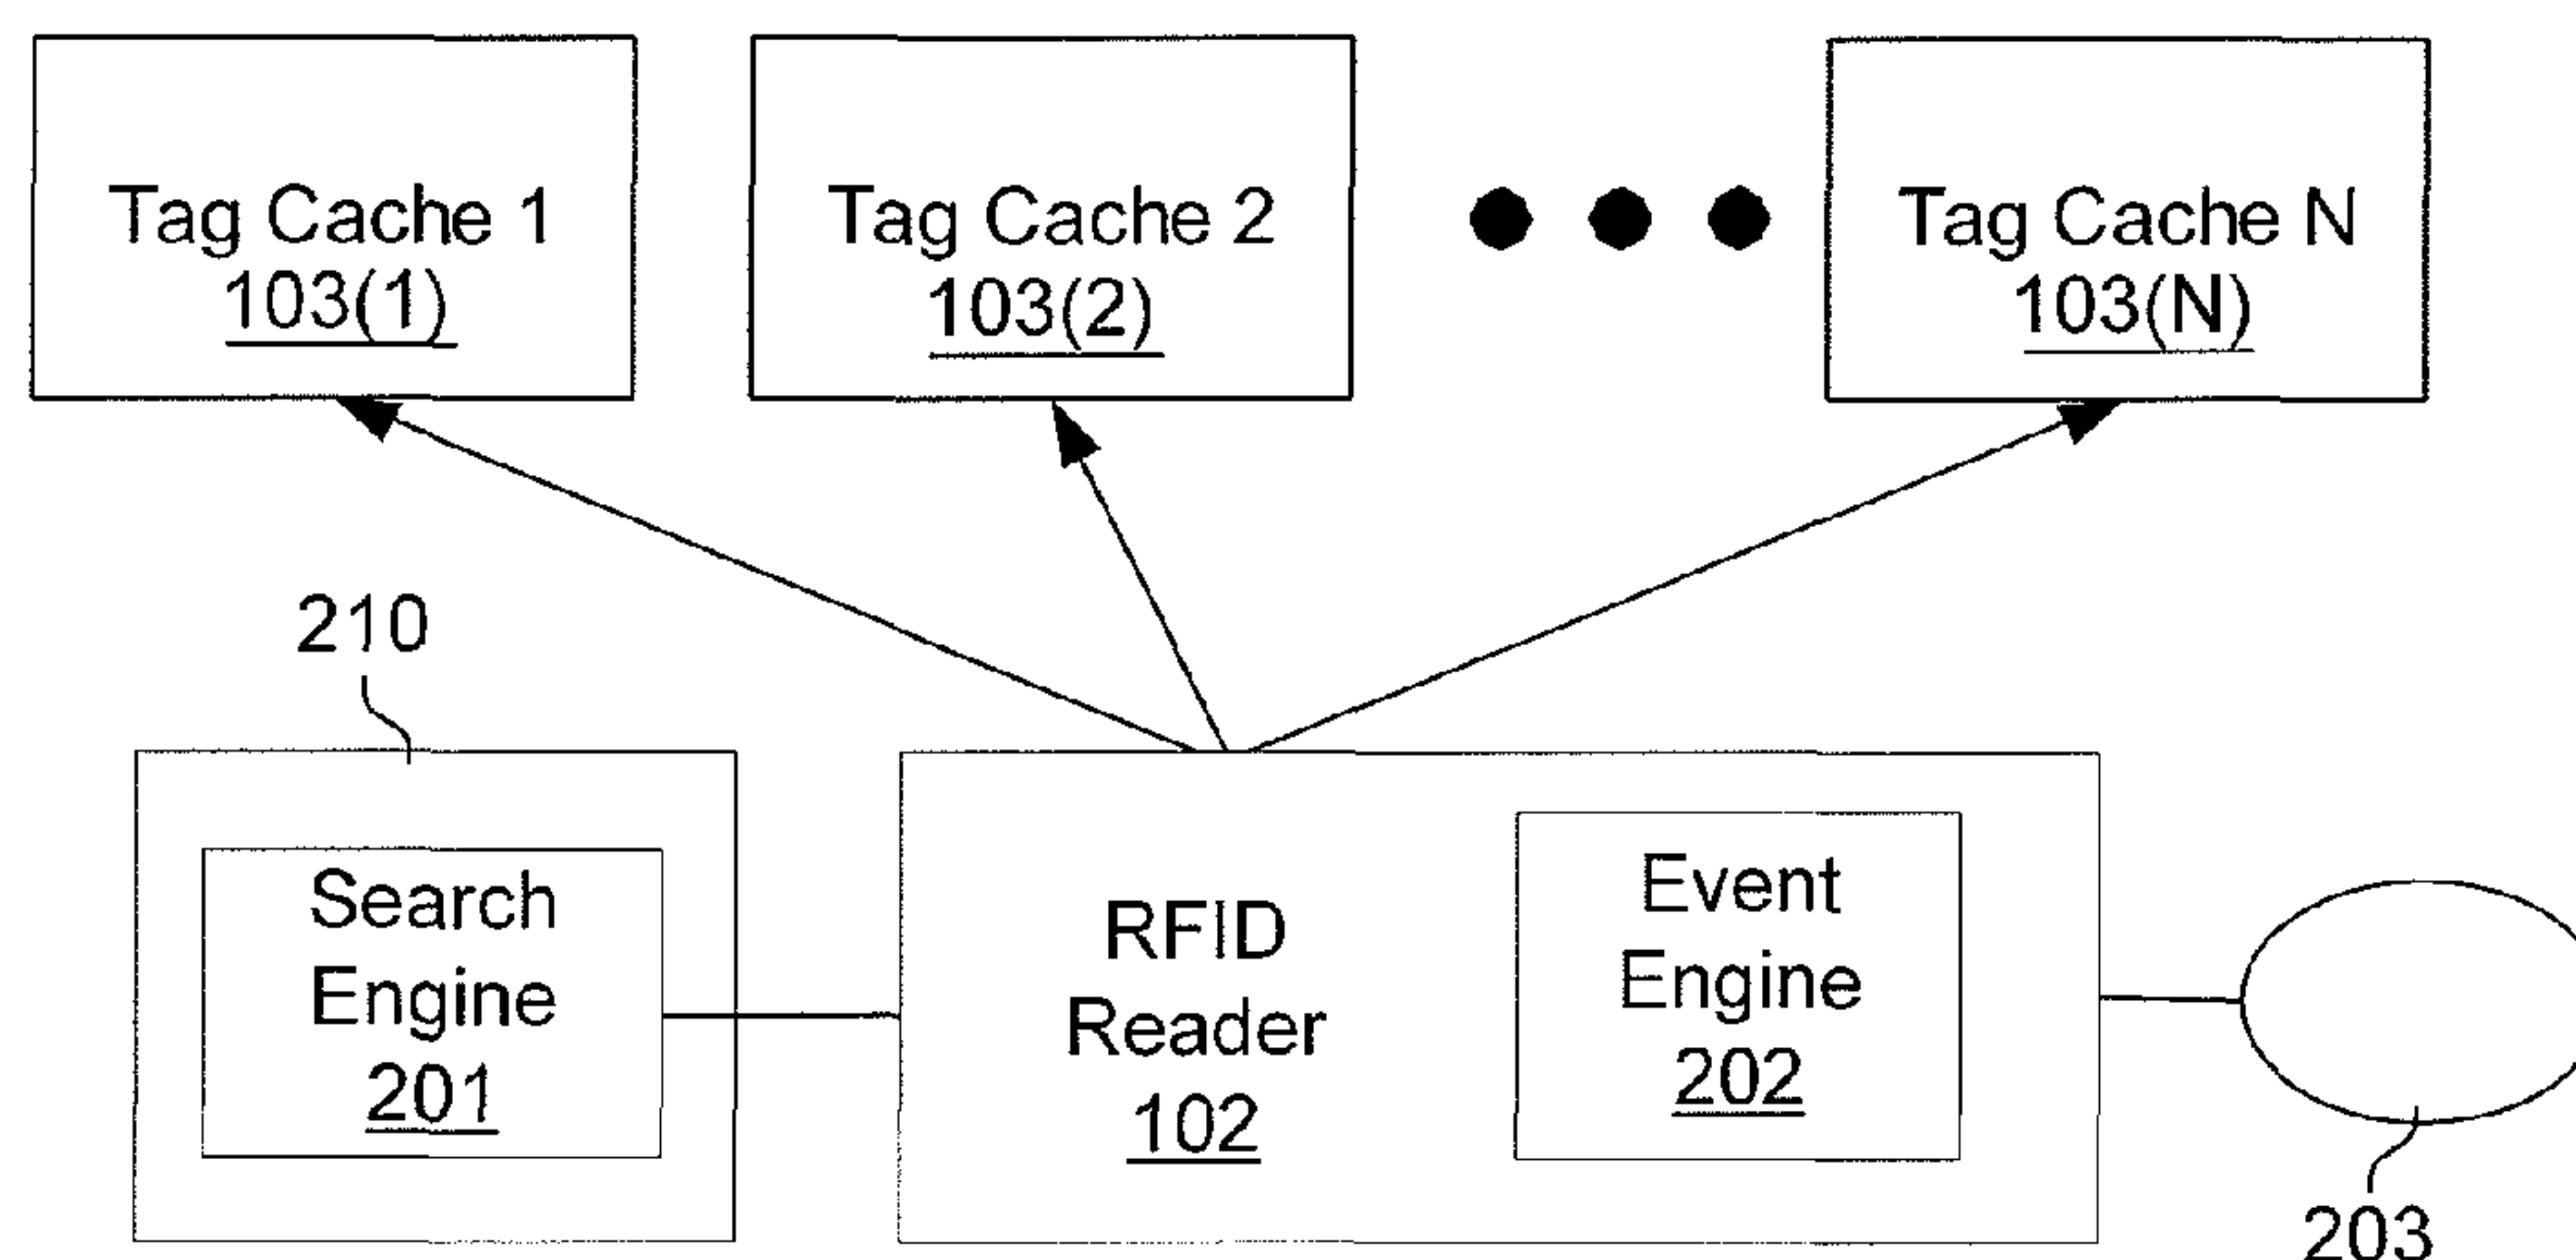 Tag Cache 1
103(1)
Tag Cache 2
103(2)
Tag Cache N
103(N)
210
Search
Engine
201
RFID
Reader
102
Event
Engine
202
203